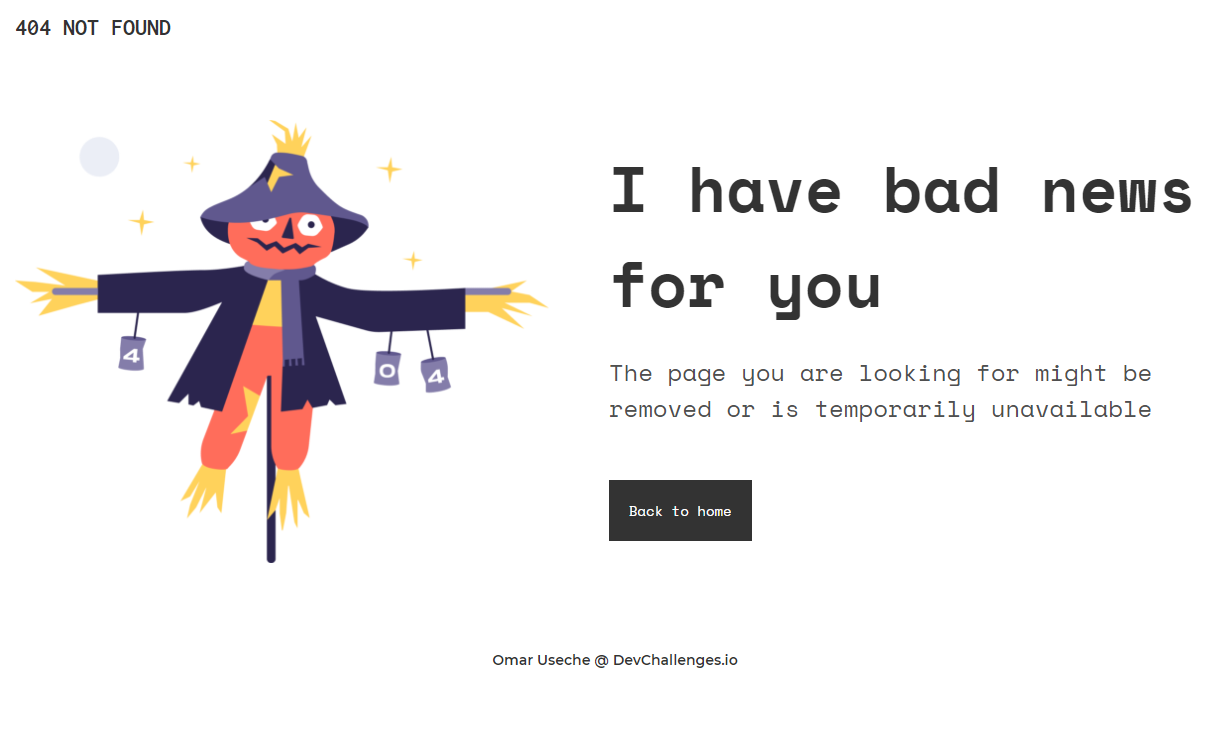 404 NOT FOUND
4
0
4
I have bad news
for you
The page you are looking for might be
removed or is temporarily unavailable
Back to home
Omar Useche @ DevChallenges.io